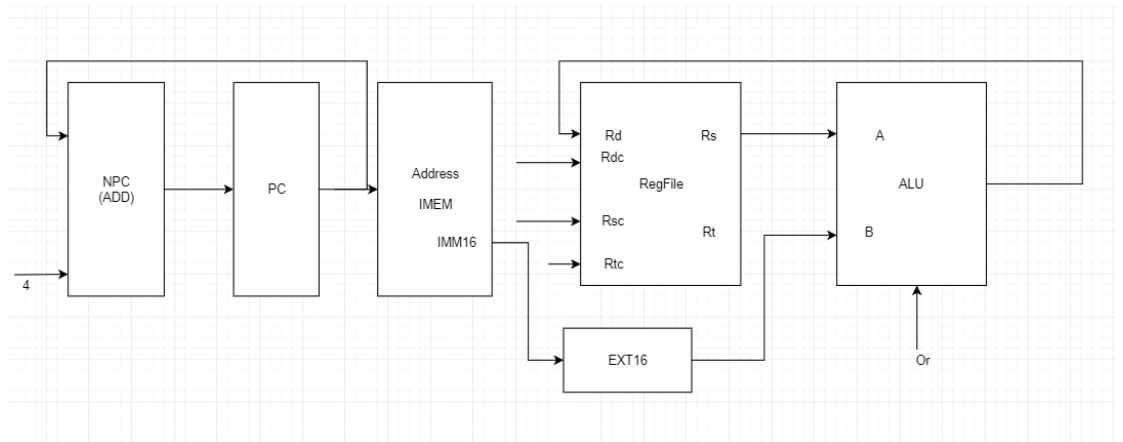 4
NPC
(ADD)
PC
Address
IMEM
IMM16
Rd
Rdc
Rsc
Rtc
RegFile
Rs
Rt
EXT16
A
B
ALU
Or